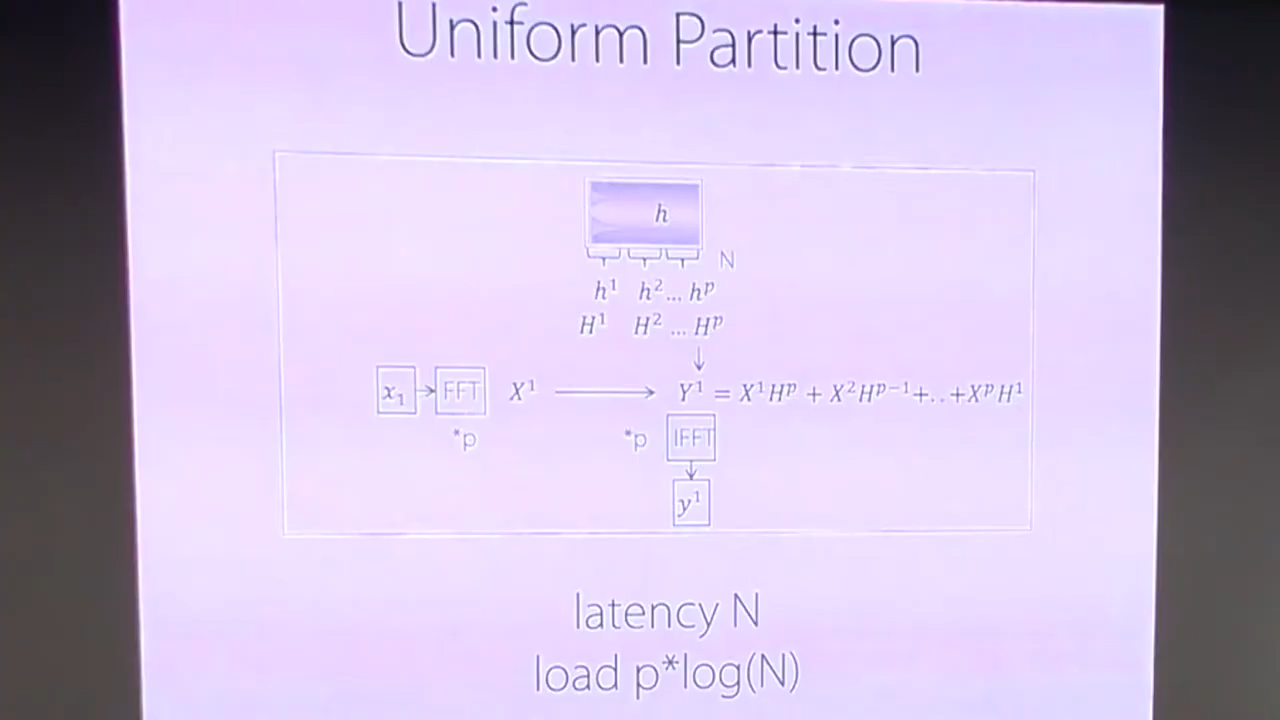 Uniform Partition
h
N
h¹ h² ... hᵖ
H¹ H² ... Hᵖ
x₁ → FFT X¹ → Y¹ = X¹Hᵖ + X²Hᵖ⁻¹+..+XᵖH¹
*p *p IFFT
y¹
latency N
load p*log(N)